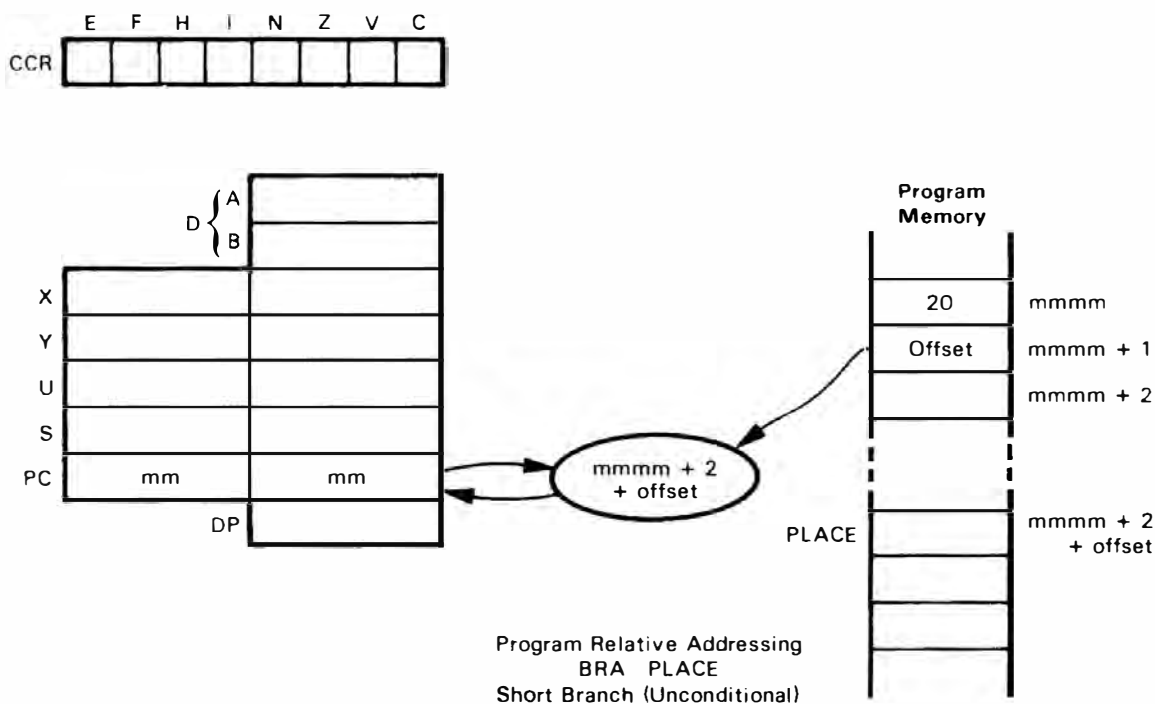 E F H I N Z V C
CCR
D
A
B
X
Y
U
S
PC mm mm
DP
mmmm + 2
+ offset
Program
Memory
20 mmmm
Offset mmmm + 1
mmmm + 2
PLACE mmmm + 2
+ offset
Program Relative Addressing
BRA PLACE
Short Branch (Unconditional)